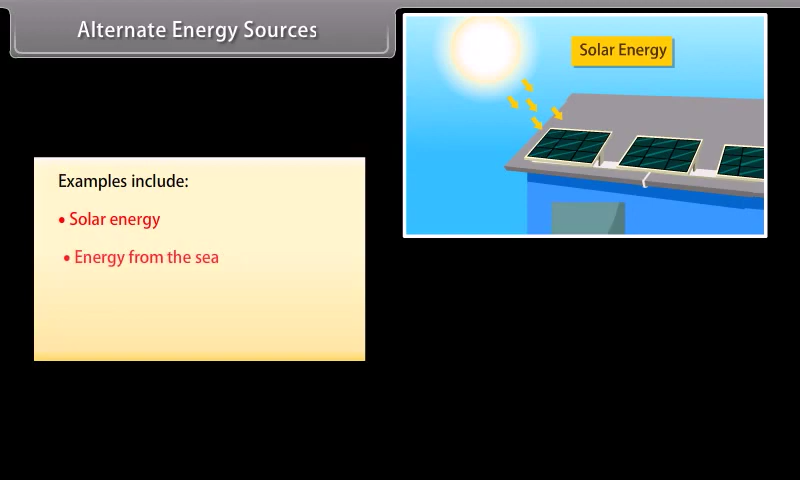 Alternate Energy Sources
Solar Energy
Examples include:
• Solar energy
• Energy from the sea